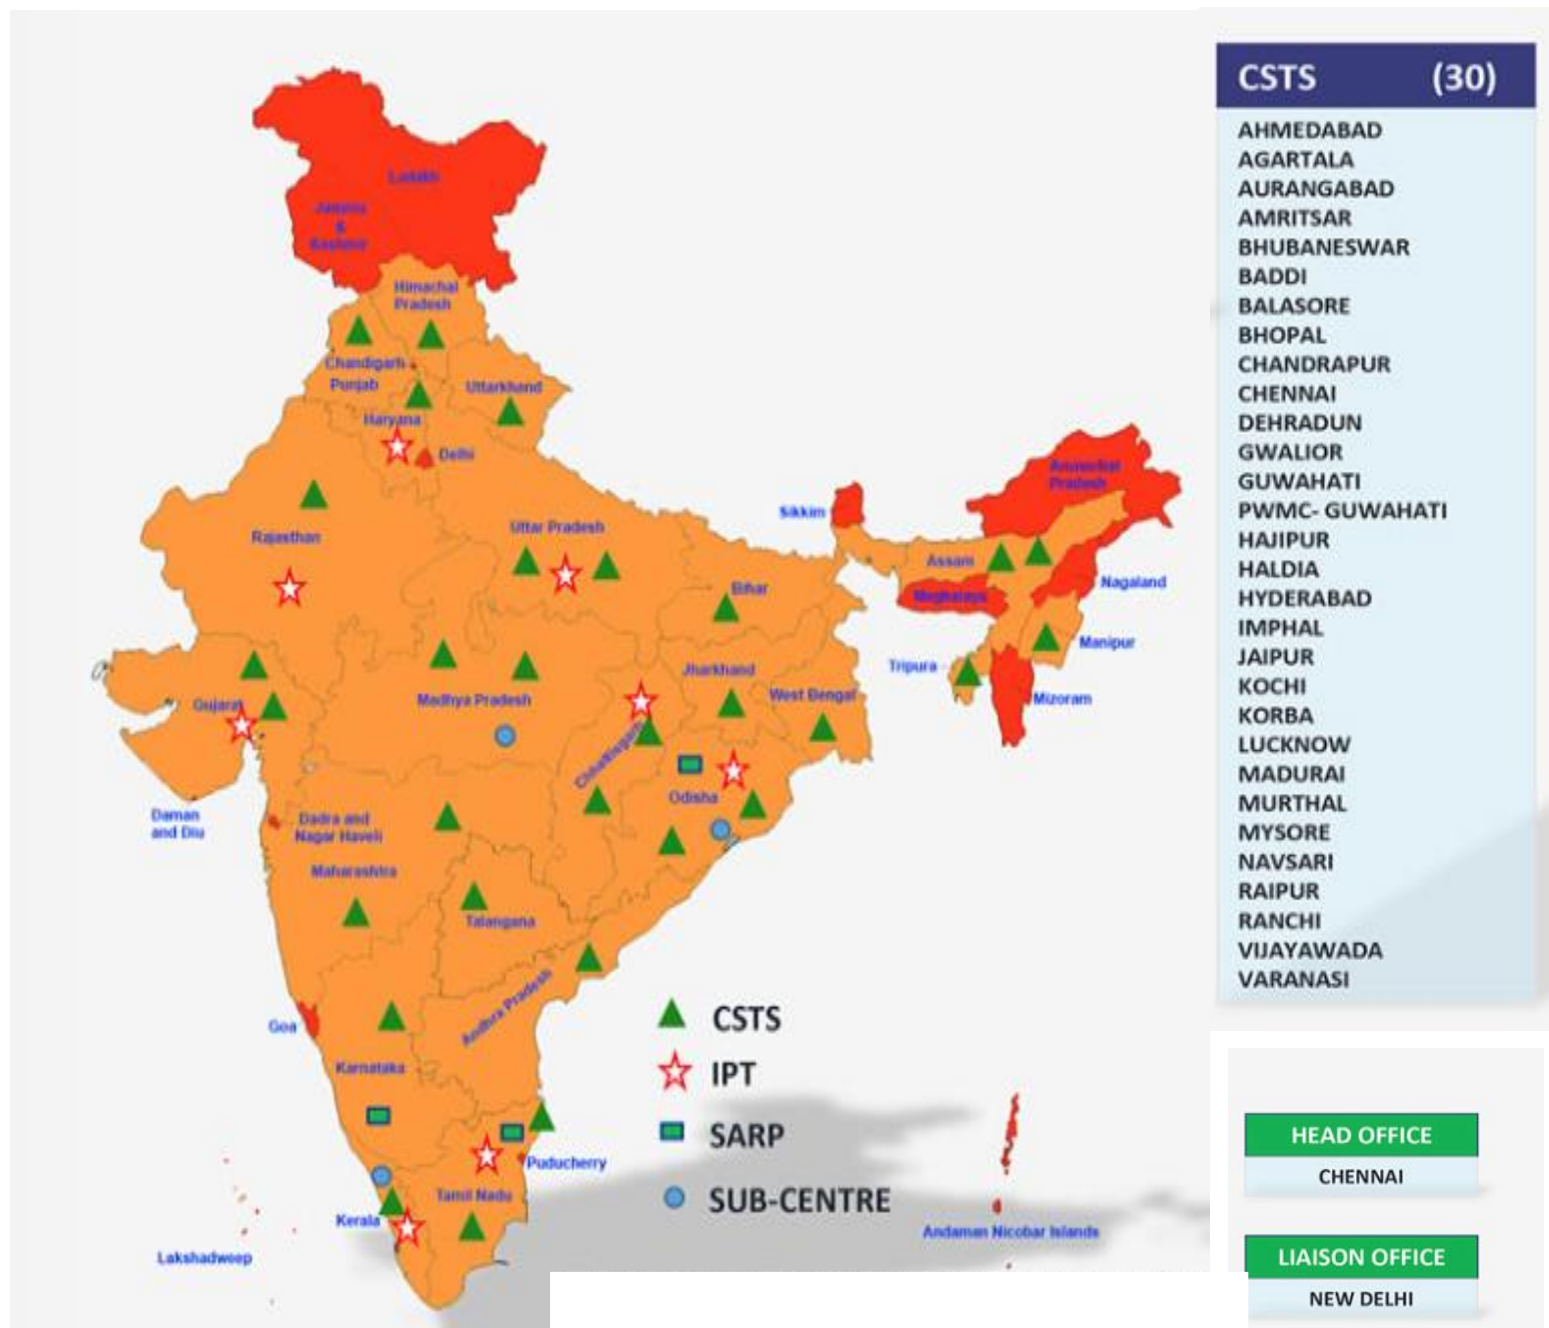 Ladakh
Jammu
&
Kashmir
Himachal
Pradesh
Chandigarh
Punjab
Uttarkhand
Haryana
Delhi
Rajasthan
Uttar Pradesh
Sikkim
Arunachal
Pradesh
Assam
Nagaland
Meghalaya
Bihar
Manipur
Tripura
Mizoram
Jharkhand
West Bengal
Madhya Pradesh
Gujarat
Chhattisgarh
Odisha
Daman
and Diu
Dadra and
Nagar Haveli
Maharashtra
Talangana
Andhra Pradesh
Goa
Karnataka
Puducherry
Tamil Nadu
Kerala
Lakshadweep
Andaman Nicobar Islands
CSTS
IPT
SARP
SUB-CENTRE
CSTS (30)
AHMEDABAD
AGARTALA
AURANGABAD
AMRITSAR
BHUBANESWAR
BADDI
BALASORE
BHOPAL
CHANDRAPUR
CHENNAI
DEHRADUN
GWALIOR
GUWAHATI
PWMC- GUWAHATI
HAJIPUR
HALDIA
HYDERABAD
IMPHAL
JAIPUR
KOCHI
KORBA
LUCKNOW
MADURAI
MURTHAL
MYSORE
NAVSARI
RAIPUR
RANCHI
VIJAYAWADA
VARANASI
HEAD OFFICE
CHENNAI
LIAISON OFFICE
NEW DELHI